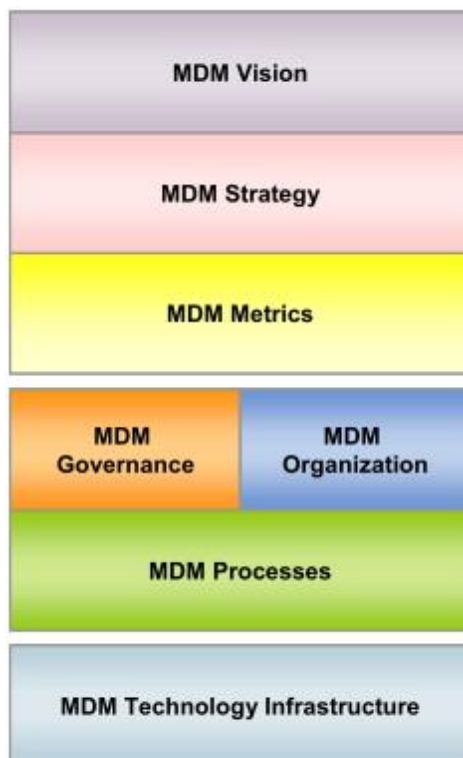 MDM Vision
MDM Strategy
MDM Metrics
MDM
Governance
MDM
Organization
MDM Processes
MDM Technology Infrastructure